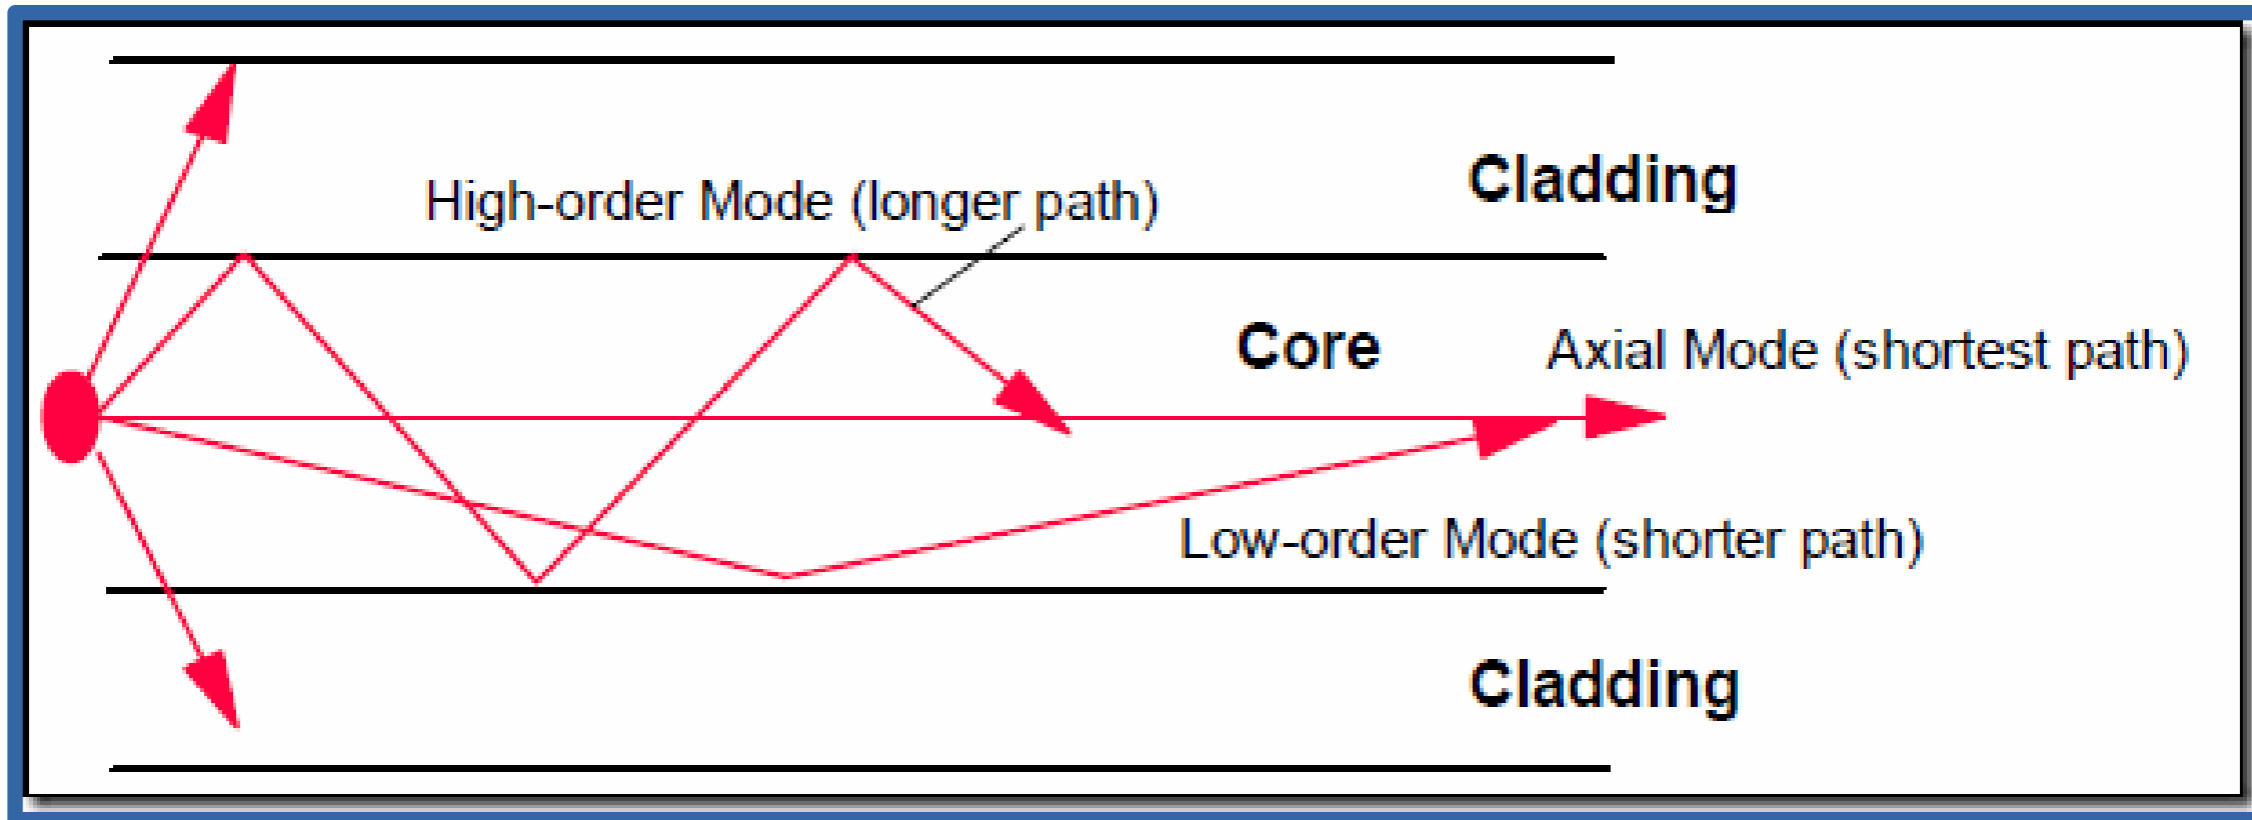 Cladding
High-order Mode (longer path)
Core
Axial Mode (shortest path)
Low-order Mode (shorter path)
Cladding